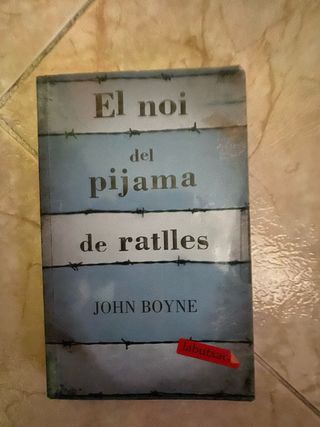 El noi
del
pijama
de ratlles
JOHN BOYNE
labutxaca